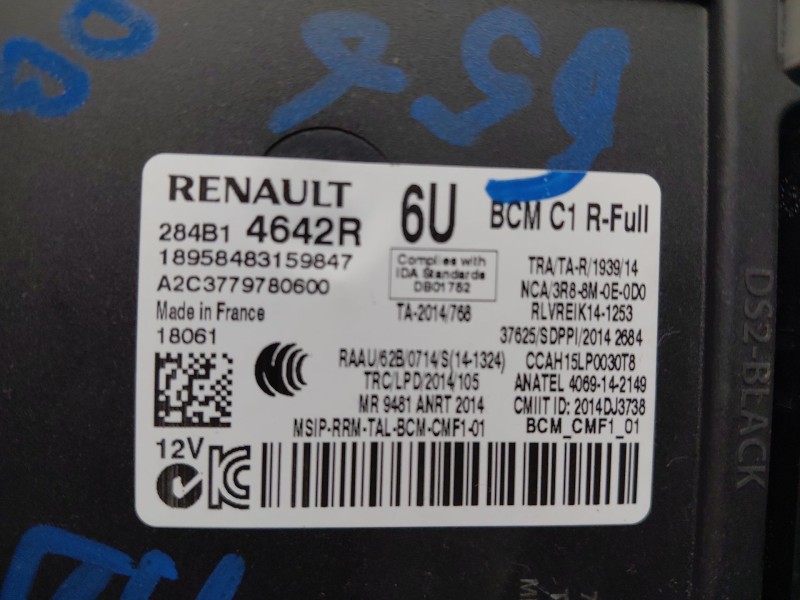 RENAULT 6U BCM C1 R-Full
284B1 4642R
18958483159847
A2C3779780600
Made in France
18061
Complies with
IDA Standards
DB01752
TA-2014/768
TRA/TA-R/1939/14
NCA/3R8-8M-0E-0D0
RLVREIK14-1253
37625/SDPPI/2014 2684
RAAU/62B/0714/S(14-1324) CCAH15LP0030T8
TRC/LPD/2014/105 ANATEL 4069-14-2149
MR 9481 ANRT 2014 CMIIT ID: 2014DJ3738
MSIP-RRM-TAL-BCM-CMF1-01 BCM_CMF1_01
12V
DS2-BLACK